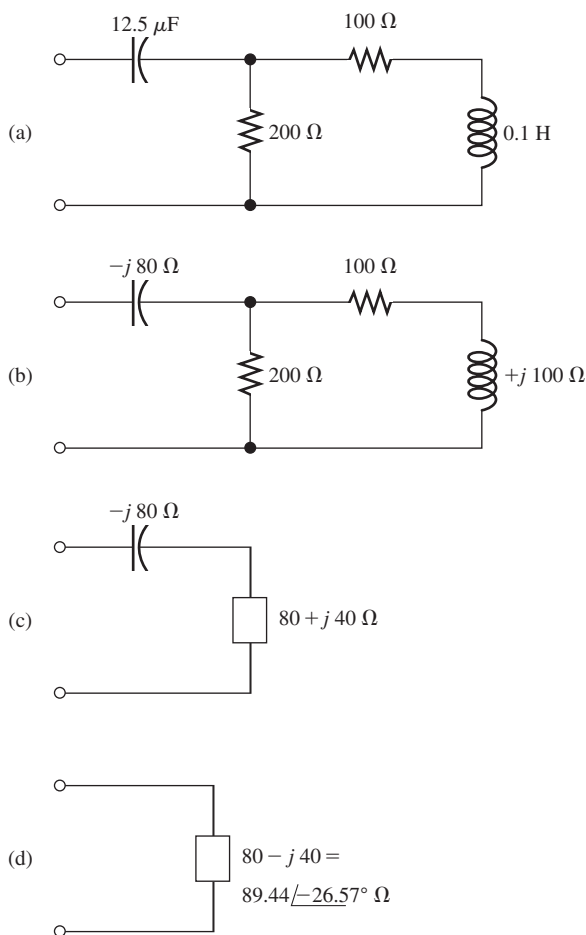 12.5 μF
100 Ω
(a)
200 Ω
0.1 H
−j 80 Ω
100 Ω
(b)
200 Ω
+j 100 Ω
−j 80 Ω
(c)
80 + j 40 Ω
(d)
80 − j 40 =
89.44/−26.57° Ω